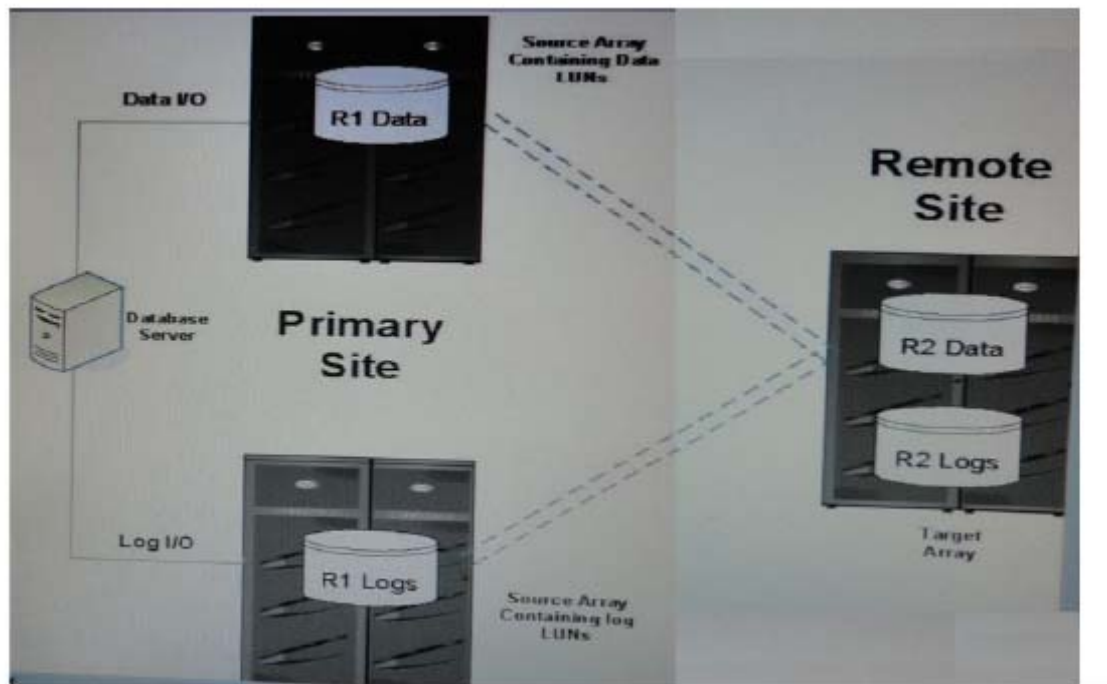 Source Array
Containing Data
LUNs
Data I/O
R1 Data
Remote
Site
Database
Server
Primary
Site
R2 Data
R2 Logs
Log I/O
R1 Logs
Target
Array
Source Array
Containing log
LUNs